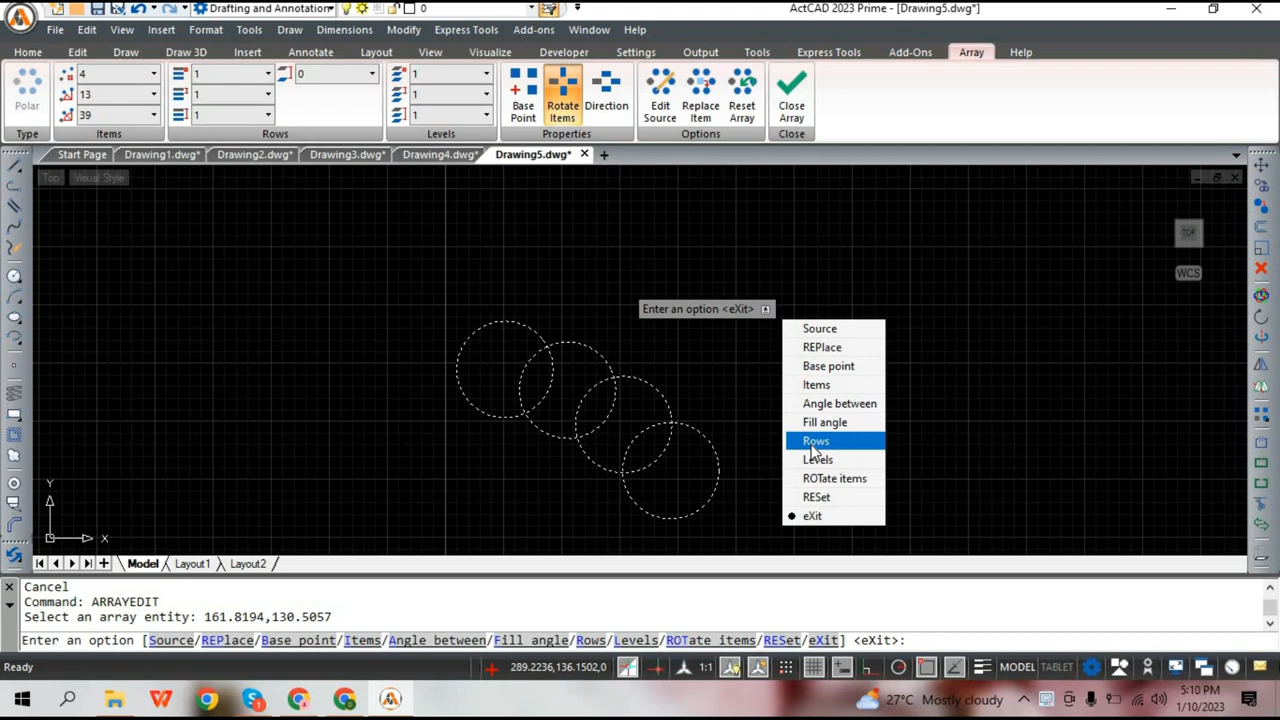 Drafting and Annotation
0
ActCAD 2023 Prime - [Drawing5.dwg*]
File Edit View Insert Format Tools Draw Dimensions Modify Express Tools Add-ons Window Help
Home Edit Draw Draw 3D Insert Annotate Layout View Visualize Developer Settings Output Tools Express Tools Add-Ons Array Help
4 1 0 1
13 1 1
39 1 1
Polar
Base Point
Rotate Items
Direction
Edit Source
Replace Item
Reset Array
Close Array
Type Items Rows Levels Properties Options Close
Start Page Drawing1.dwg* Drawing2.dwg* Drawing3.dwg* Drawing4.dwg* Drawing5.dwg*
Top Visual Style
TOP
WCS
Enter an option <eXit>
Source
REPlace
Base point
Items
Angle between
Fill angle
Rows
Levels
ROTate items
RESet
eXit
Y
X
Model Layout1 Layout2
Cancel
Command: ARRAYEDIT
Select an array entity: 161.8194,130.5057
Enter an option [Source/REPlace/Base point/Items/Angle between/Fill angle/Rows/Levels/ROTate items/RESet/eXit] <eXit>:
Ready 289.2236,136.1502,0 1:1 MODEL TABLET
27°C Mostly cloudy
5:10 PM
1/10/2023